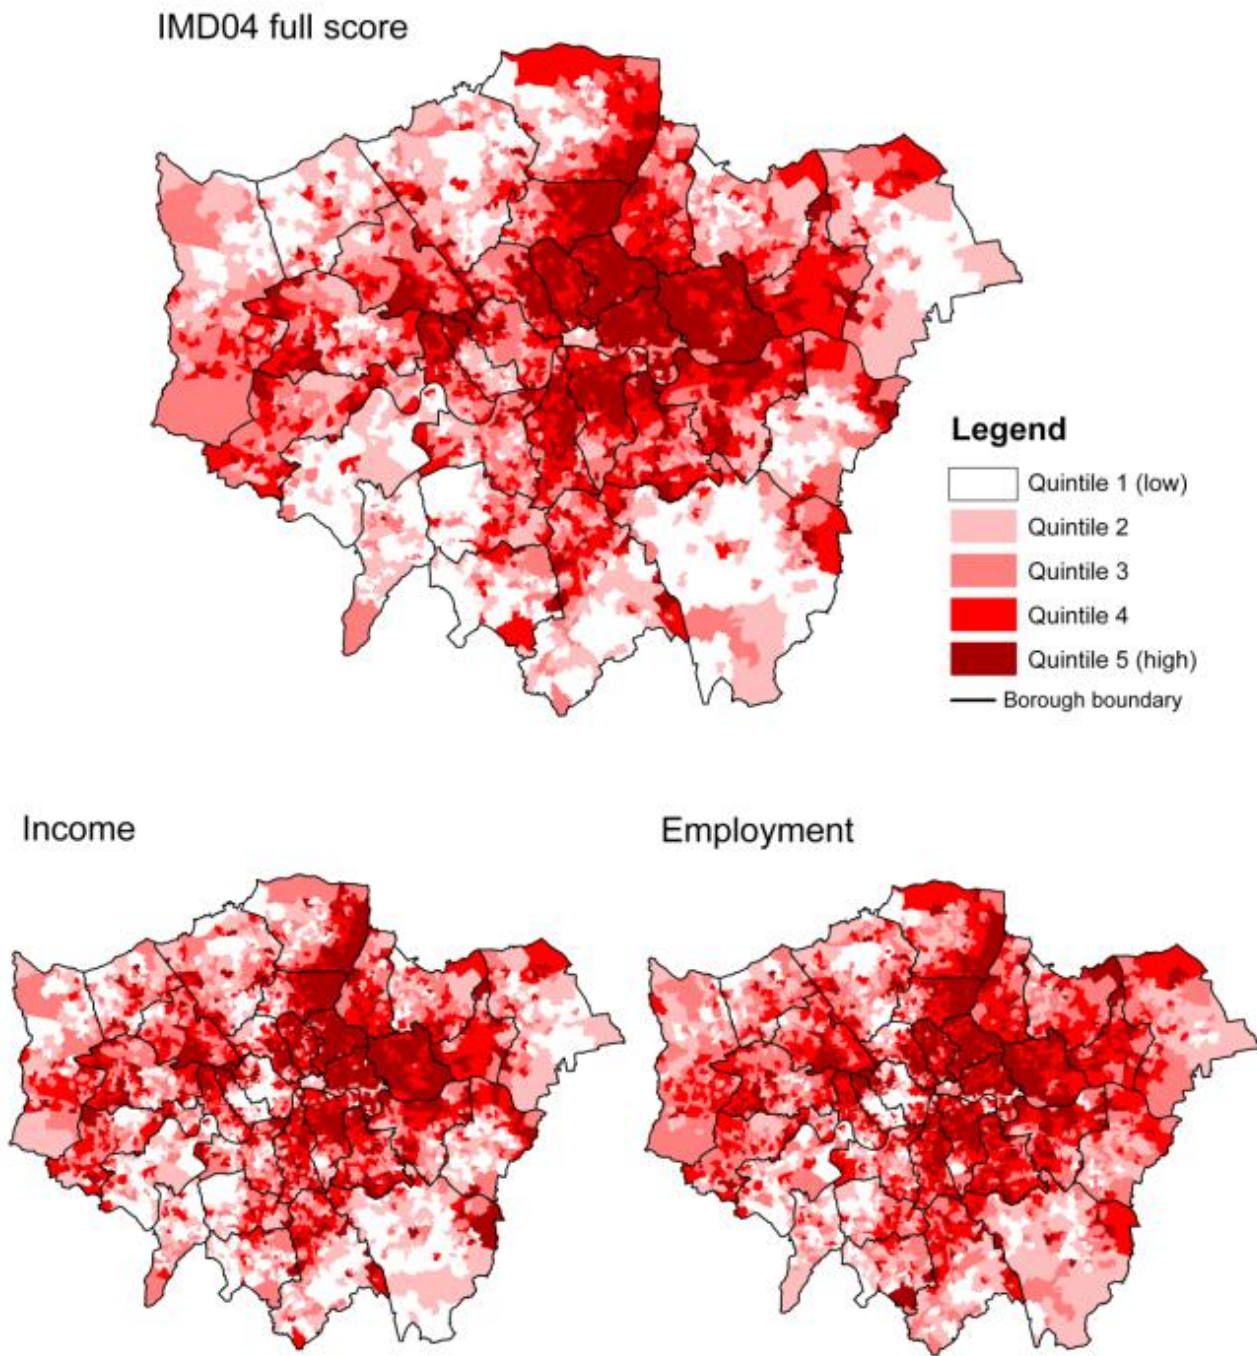 IMD04 full score
Legend
Quintile 1 (low)
Quintile 2
Quintile 3
Quintile 4
Quintile 5 (high)
Borough boundary
Income
Employment